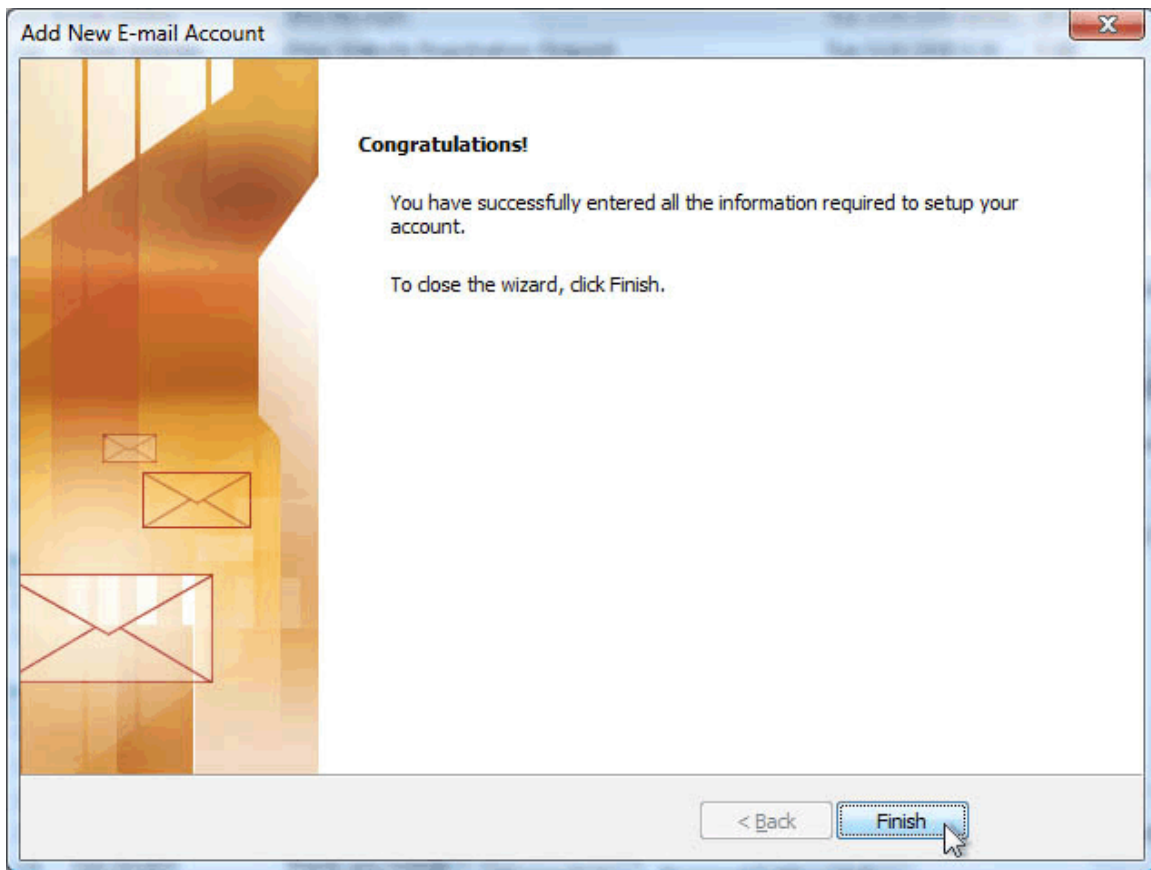 Add New E-mail Account
Congratulations!
You have successfully entered all the information required to setup your
account.
To close the wizard, click Finish.
< Back
Finish